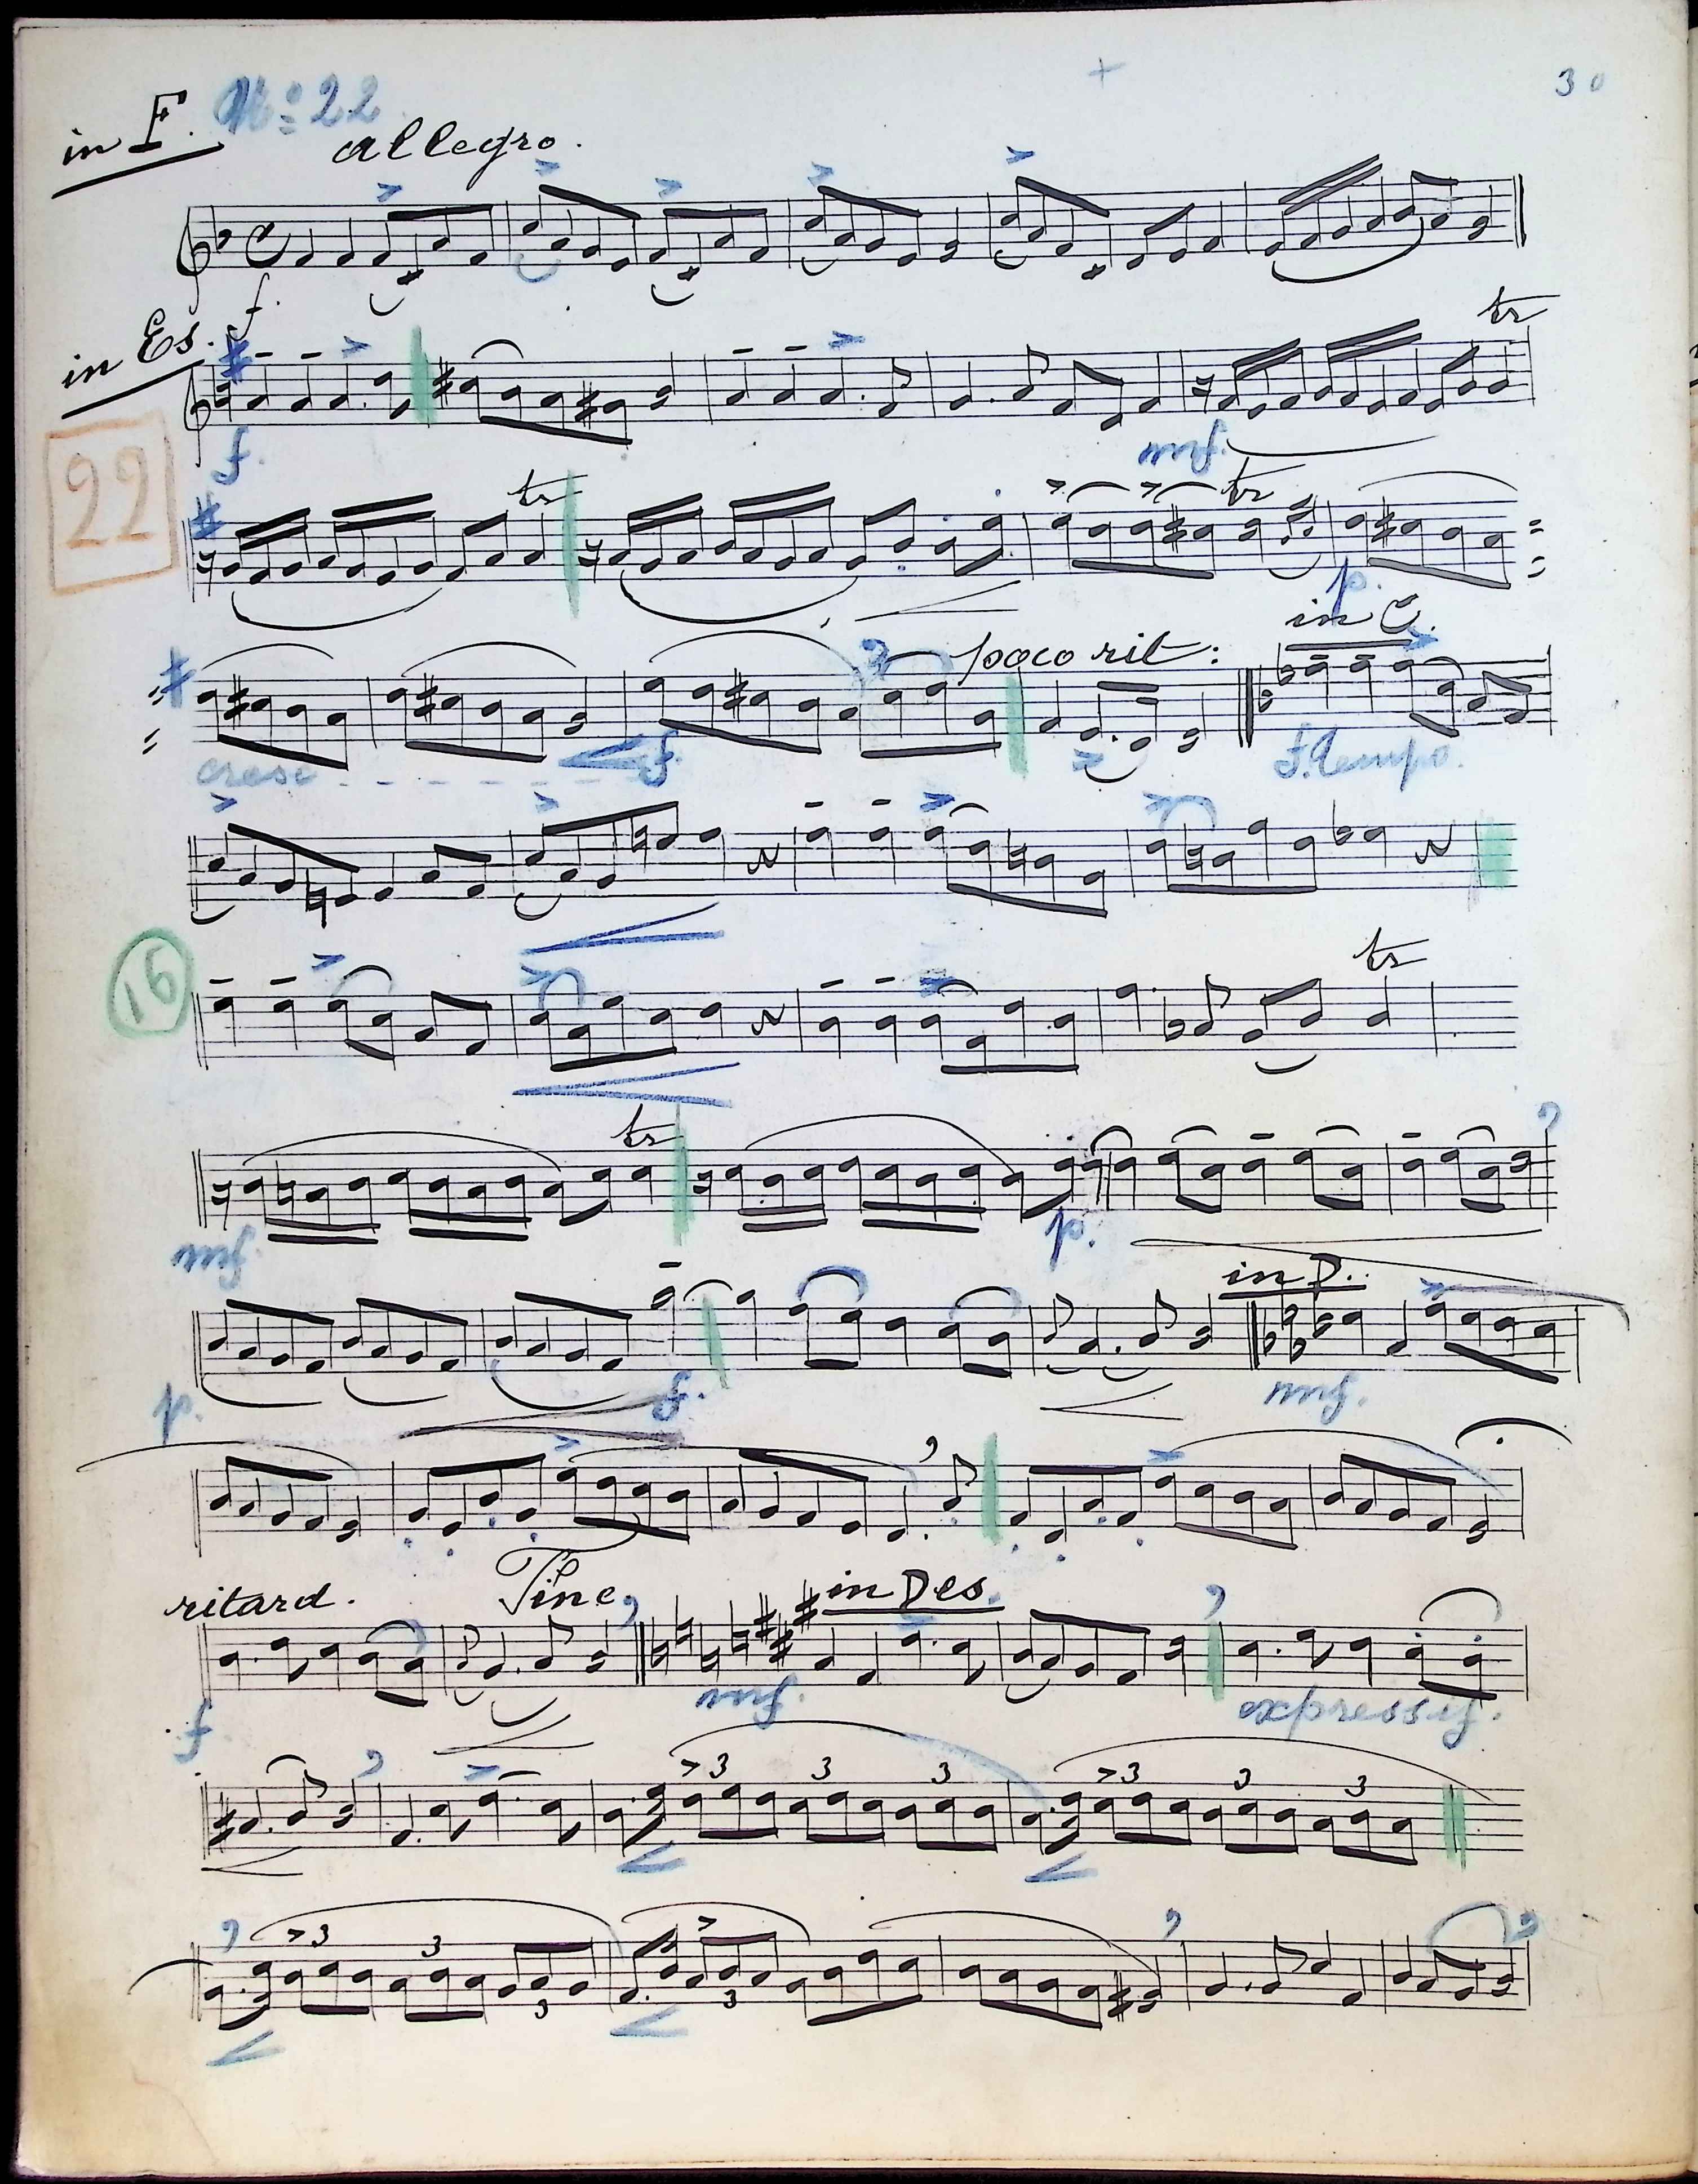 in F. № 22 30
allegro.
f.
in Es.
tr
f. mf.
22
tr tr
p.
in C.
poco rit:
cresc f. f. tempo.
16
tr
tr
mf. p.
in D.
p. f. mf.
ritard. Fine in Des.
f mf. expressif.
3 3 3 3 3 3
3 3
3 3